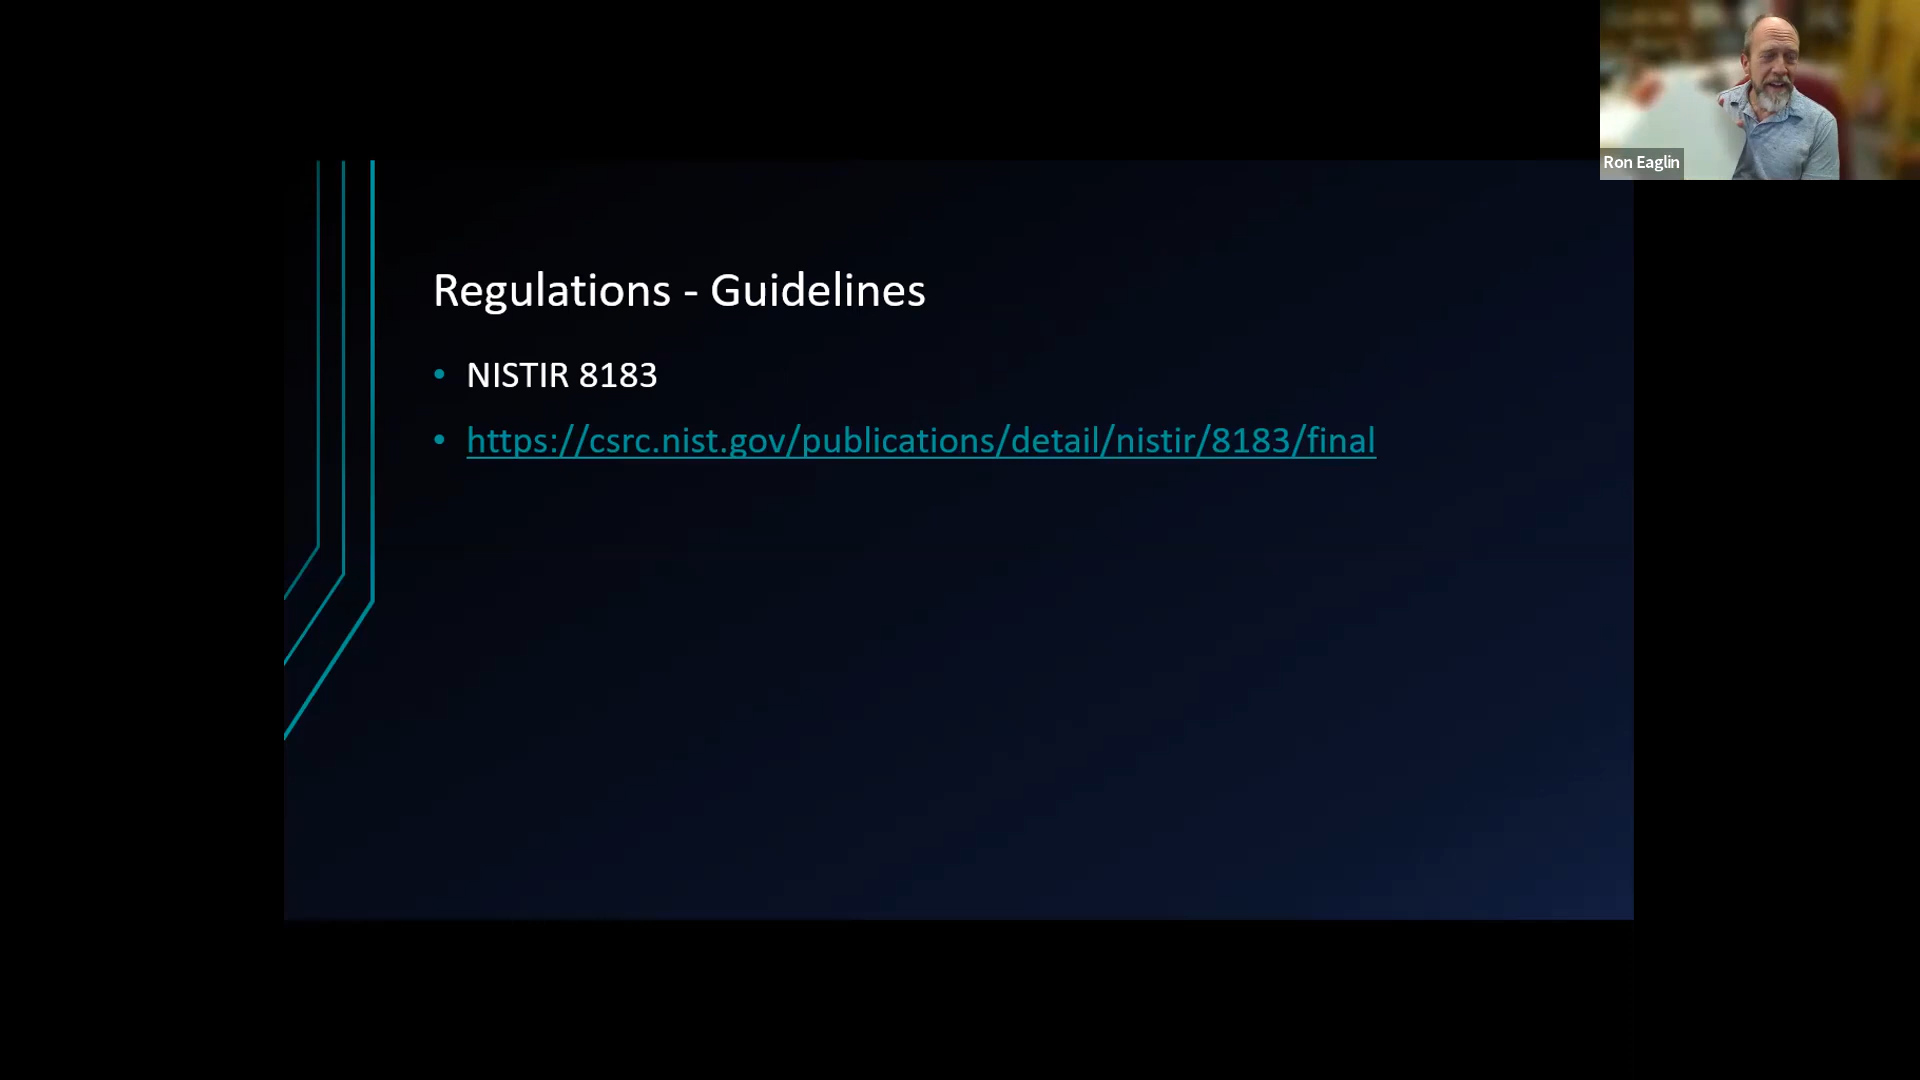 Ron Eaglin
Regulations - Guidelines
• NISTIR 8183
• https://csrc.nist.gov/publications/detail/nistir/8183/final